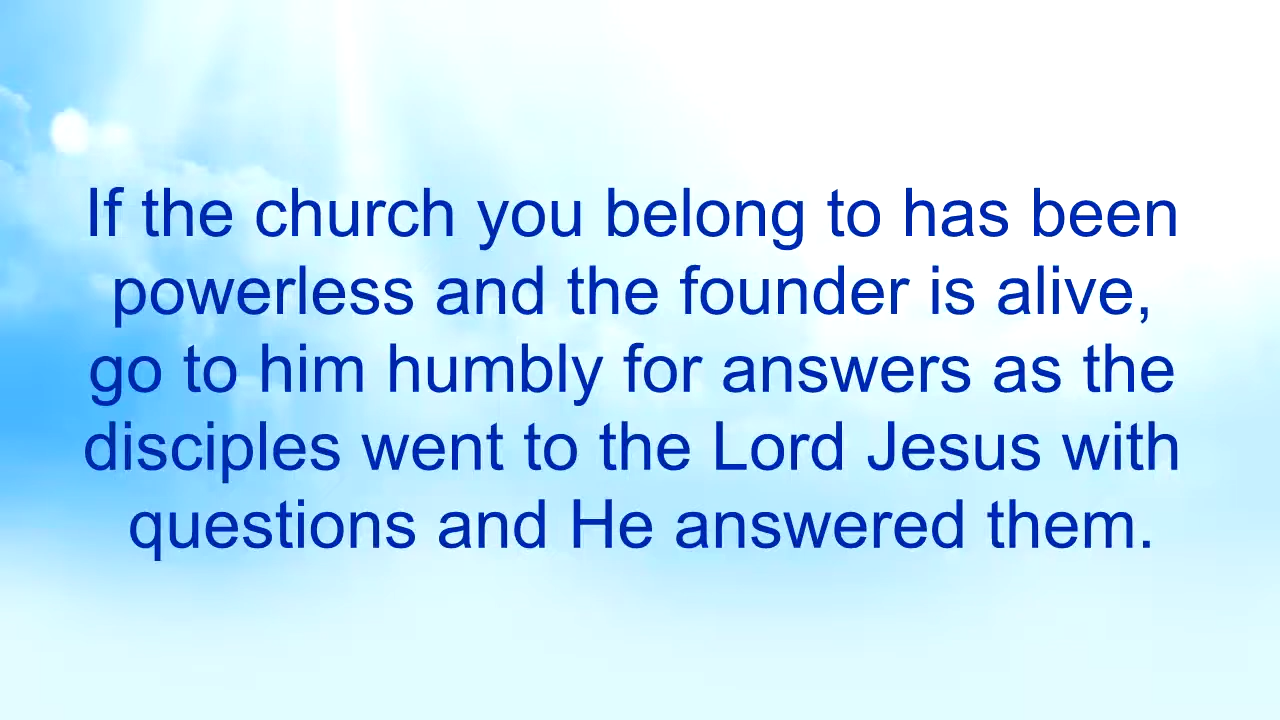 If the church you belong to has been
powerless and the founder is alive,
go to him humbly for answers as the
disciples went to the Lord Jesus with
questions and He answered them.